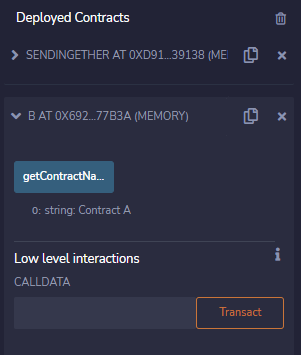 Deployed Contracts
SENDINGETHER AT 0XD91...39138 (MEI
B AT 0X692...77B3A (MEMORY)
getContractNa...
0: string: Contract A
Low level interactions
CALLDATA
Transact